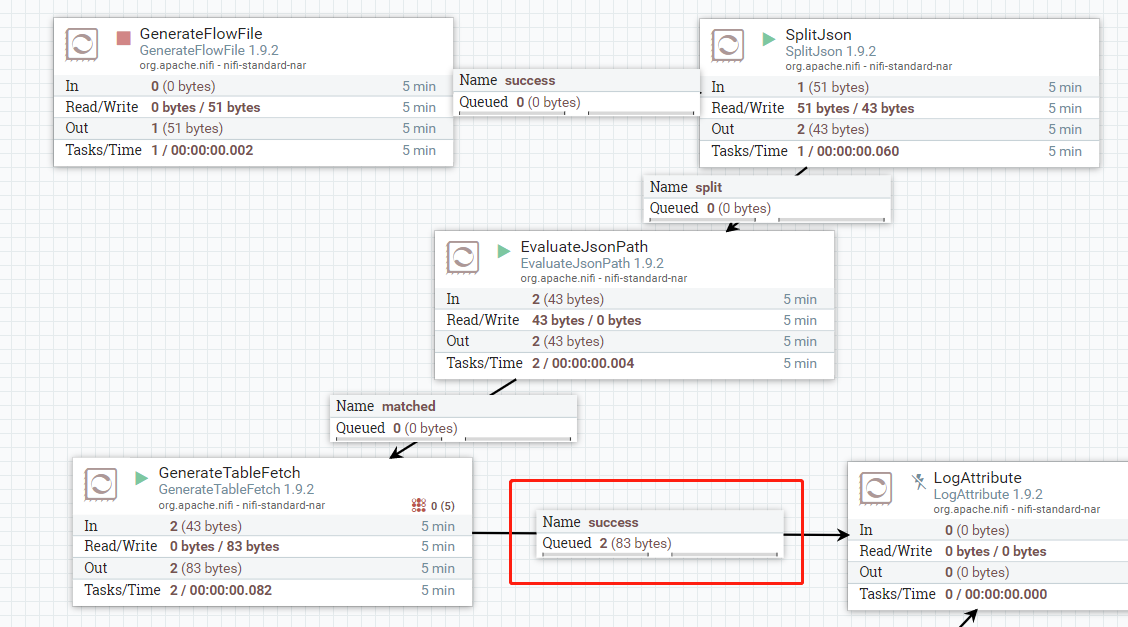 GenerateFlowFile
GenerateFlowFile 1.9.2
org.apache.nifi - nifi-standard-nar
In 0 (0 bytes) 5 min
Read/Write 0 bytes / 51 bytes 5 min
Out 1 (51 bytes) 5 min
Tasks/Time 1 / 00:00:00.002 5 min
Name success
Queued 0 (0 bytes)
SplitJson
SplitJson 1.9.2
org.apache.nifi - nifi-standard-nar
In 1 (51 bytes) 5 min
Read/Write 51 bytes / 43 bytes 5 min
Out 2 (43 bytes) 5 min
Tasks/Time 1 / 00:00:00.060 5 min
Name split
Queued 0 (0 bytes)
EvaluateJsonPath
EvaluateJsonPath 1.9.2
org.apache.nifi - nifi-standard-nar
In 2 (43 bytes) 5 min
Read/Write 43 bytes / 0 bytes 5 min
Out 2 (43 bytes) 5 min
Tasks/Time 2 / 00:00:00.004 5 min
Name matched
Queued 0 (0 bytes)
GenerateTableFetch
GenerateTableFetch 1.9.2
org.apache.nifi - nifi-standard-nar
0 (5)
In 2 (43 bytes) 5 min
Read/Write 0 bytes / 83 bytes 5 min
Out 2 (83 bytes) 5 min
Tasks/Time 2 / 00:00:00.082 5 min
Name success
Queued 2 (83 bytes)
LogAttribute
LogAttribute 1.9.2
org.apache.nifi - nifi-standard-nar
In 0 (0 bytes)
Read/Write 0 bytes / 0 bytes
Out 0 (0 bytes)
Tasks/Time 0 / 00:00:00.000